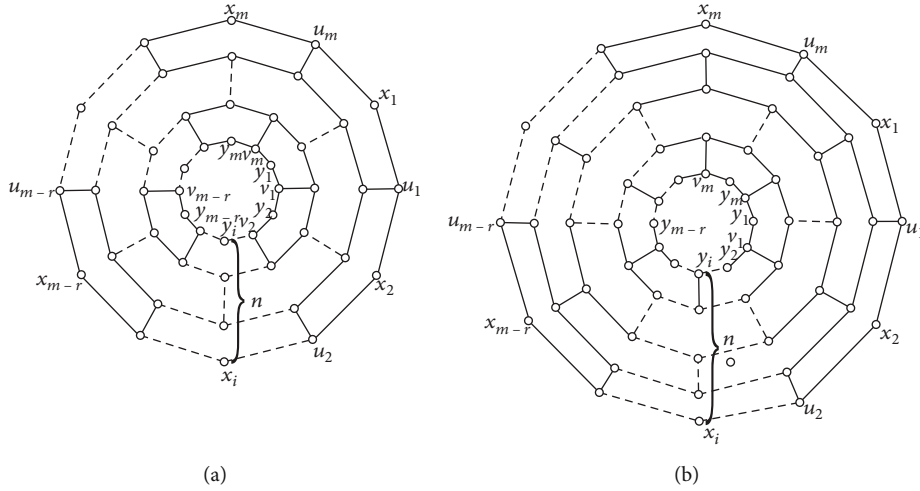 x_m
u_m
x_1
y_m v_m
y_1
u_{m-r}
v_{m-r}
v_1
u_1
y_{m-r}
y_i v_2
y_2
x_{m-r}
n
x_2
u_2
x_i
(a)
x_m
u_m
x_1
v_m
y_m
u_{m-r}
y_{m-r}
y_1
u_1
v_1
y_i
y_2
x_{m-r}
n
x_2
u_2
x_i
(b)